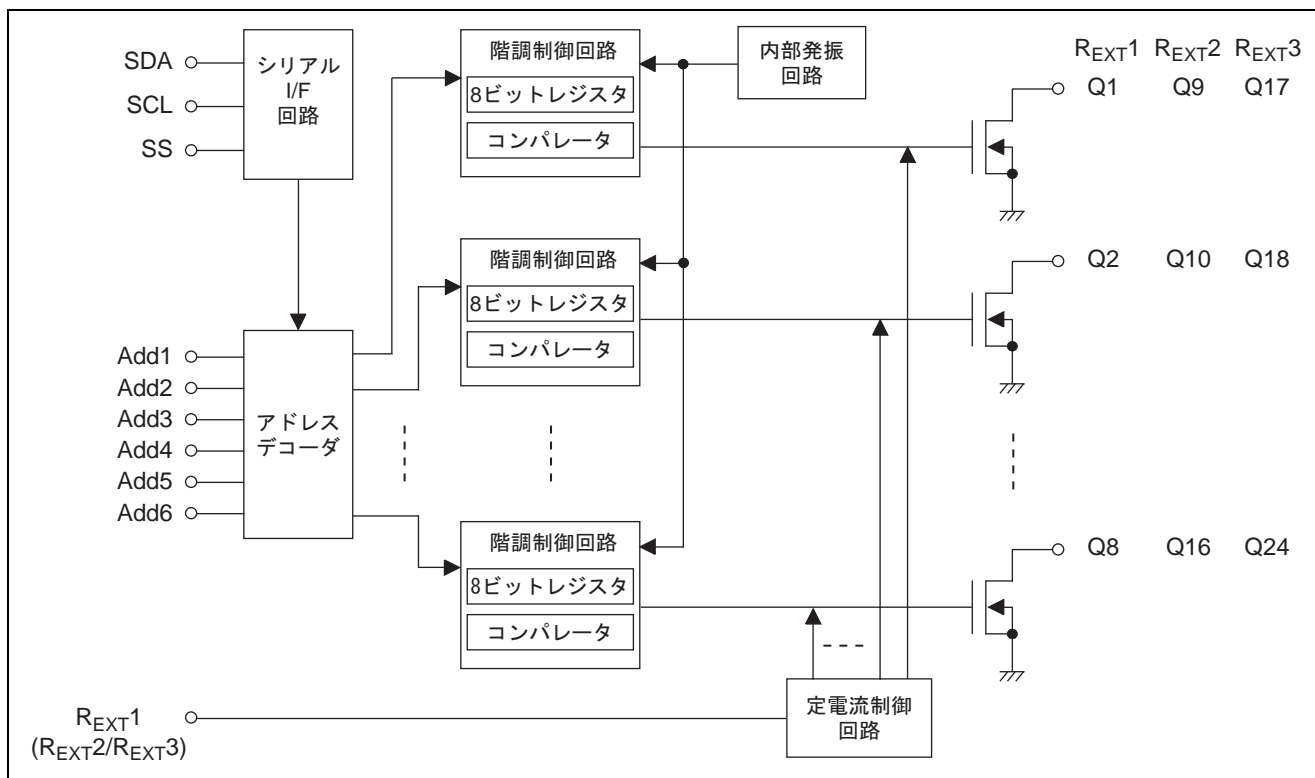 SDA
SCL
SS
シリアル
I/F
回路
階調制御回路
8ビットレジスタ
コンパレータ
内部発振
回路
REXT1 REXT2 REXT3
Q1 Q9 Q17
階調制御回路
8ビットレジスタ
コンパレータ
Q2 Q10 Q18
Add1
Add2
Add3
Add4
Add5
Add6
アドレス
デコーダ
階調制御回路
8ビットレジスタ
コンパレータ
Q8 Q16 Q24
定電流制御
回路
REXT1
(REXT2/REXT3)